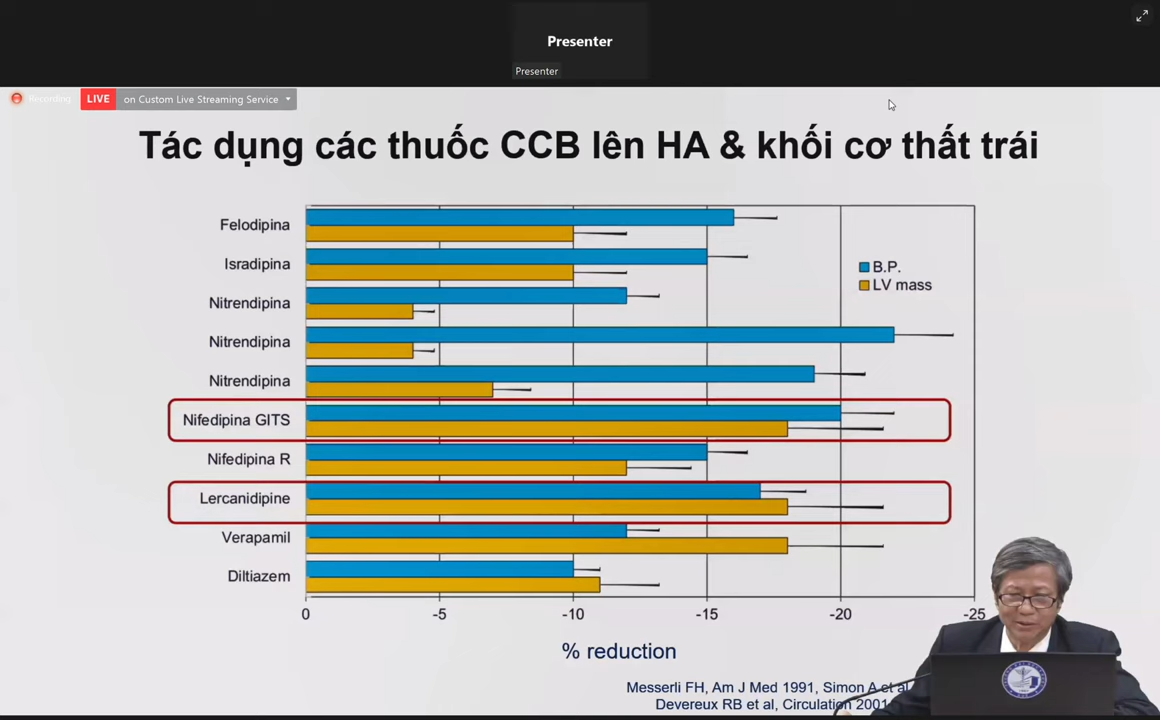 Presenter
Presenter
Recording
LIVE on Custom Live Streaming Service
Tác dụng các thuốc CCB lên HA & khối cơ thất trái
Felodipina
Isradipina
Nitrendipina
Nitrendipina
Nitrendipina
Nifedipina GITS
Nifedipina R
Lercanidipine
Verapamil
Diltiazem
B.P.
LV mass
0 -5 -10 -15 -20 -25
% reduction
Messerli FH, Am J Med 1991, Simon A et al
Devereux RB et al, Circulation 2001